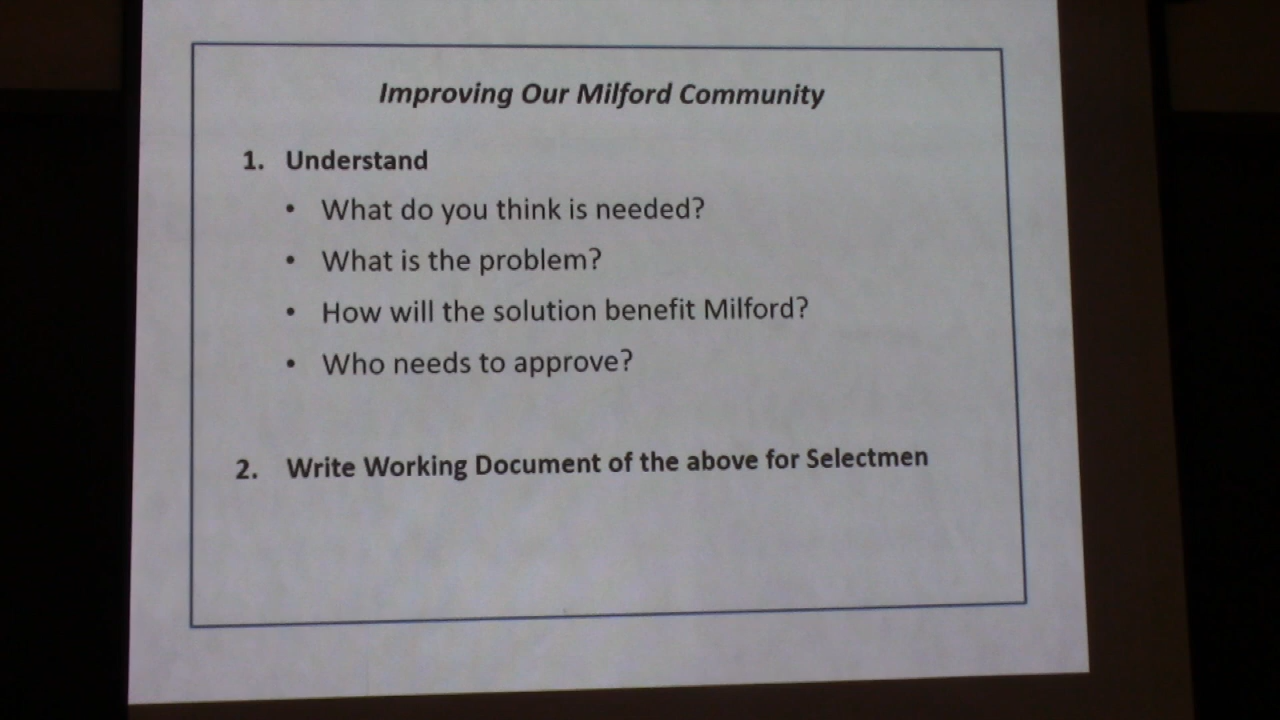 Improving Our Milford Community
1. Understand
• What do you think is needed?
• What is the problem?
• How will the solution benefit Milford?
• Who needs to approve?
2. Write Working Document of the above for Selectmen